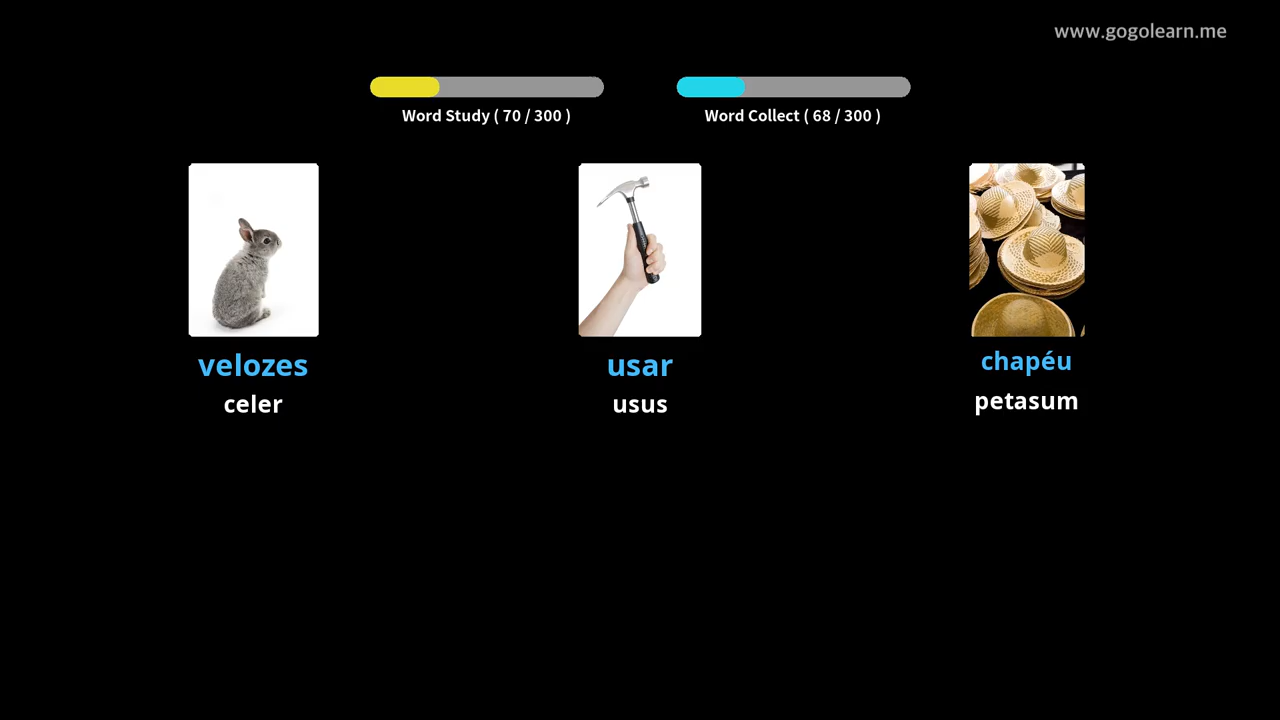 www.gogolearn.me
Word Study ( 70 / 300 )
Word Collect ( 68 / 300 )
velozes
celer
usar
usus
chapéu
petasum